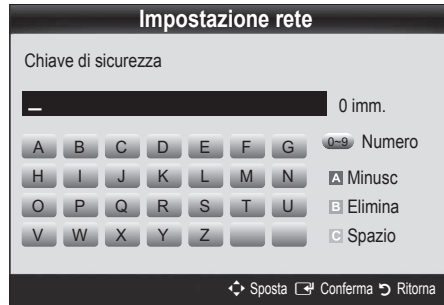 Impostazione rete
Chiave di sicurezza
_
0 imm.
A B C D E F G 0~9 Numero
H I J K L M N A Minusc
O P Q R S T U B Elimina
V W X Y Z C Spazio
Sposta Conferma Ritorna